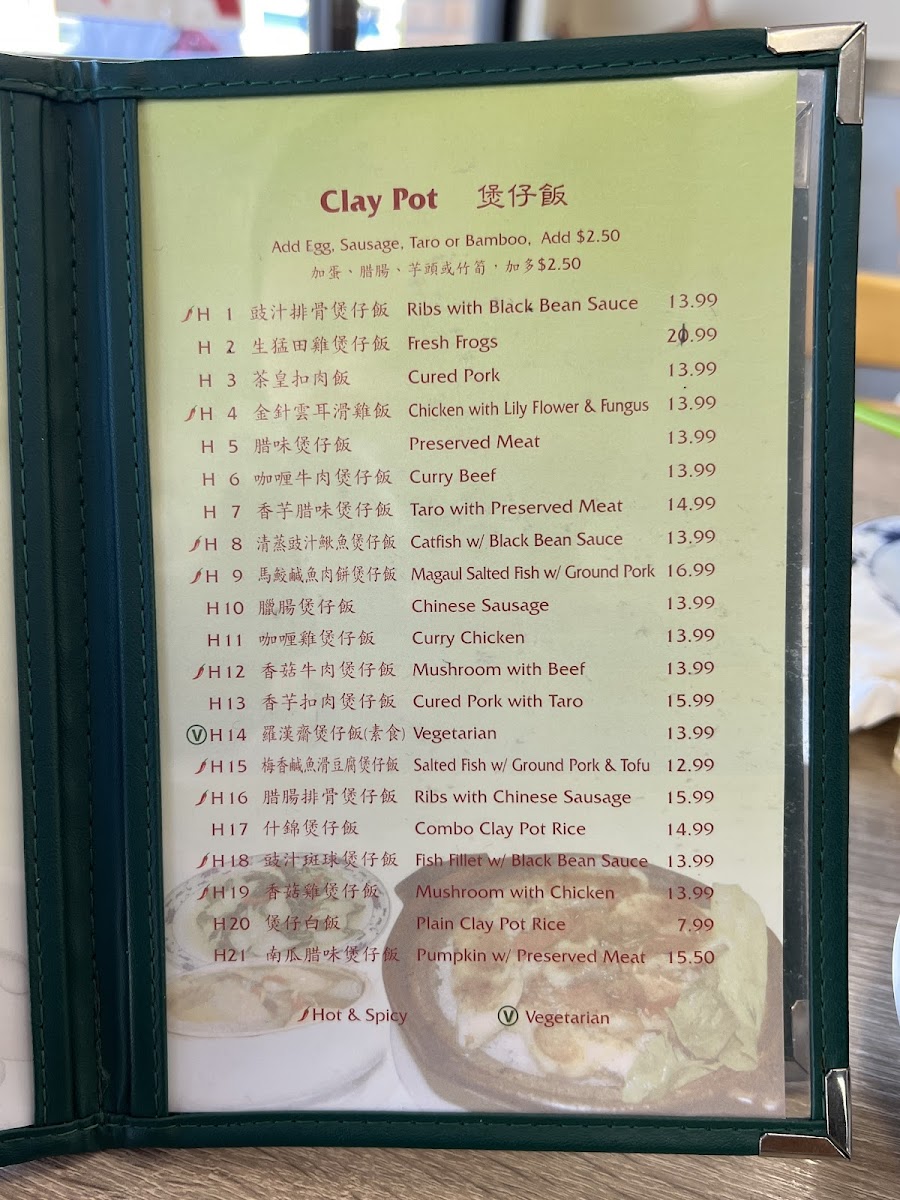 Clay Pot 煲仔飯
Add Egg, Sausage, Taro or Bamboo, Add $2.50
加蛋、腊腸、芋頭或竹筍，加多$2.50
H 1 豉汁排骨煲仔飯 Ribs with Black Bean Sauce 13.99
H 2 生猛田雞煲仔飯 Fresh Frogs 20.99
H 3 茶皇扣肉飯 Cured Pork 13.99
H 4 金針雲耳滑雞飯 Chicken with Lily Flower & Fungus 13.99
H 5 腊味煲仔飯 Preserved Meat 13.99
H 6 咖喱牛肉煲仔飯 Curry Beef 13.99
H 7 香芋腊味煲仔飯 Taro with Preserved Meat 14.99
H 8 清蒸豉汁鰍魚煲仔飯 Catfish w/ Black Bean Sauce 13.99
H 9 馬鮫鹹魚肉餅煲仔飯 Magaul Salted Fish w/ Ground Pork 16.99
H10 臘腸煲仔飯 Chinese Sausage 13.99
H11 咖喱雞煲仔飯 Curry Chicken 13.99
H12 香菇牛肉煲仔飯 Mushroom with Beef 13.99
H13 香芋扣肉煲仔飯 Cured Pork with Taro 15.99
Ⓥ H14 羅漢齋煲仔飯(素食) Vegetarian 13.99
H15 梅香鹹魚滑豆腐煲仔飯 Salted Fish w/ Ground Pork & Tofu 12.99
H16 腊腸排骨煲仔飯 Ribs with Chinese Sausage 15.99
H17 什錦煲仔飯 Combo Clay Pot Rice 14.99
H18 豉汁斑球煲仔飯 Fish Fillet w/ Black Bean Sauce 13.99
H19 香菇雞煲仔飯 Mushroom with Chicken 13.99
H20 煲仔白飯 Plain Clay Pot Rice 7.99
H21 南瓜腊味煲仔飯 Pumpkin w/ Preserved Meat 15.50
Hot & Spicy Ⓥ Vegetarian